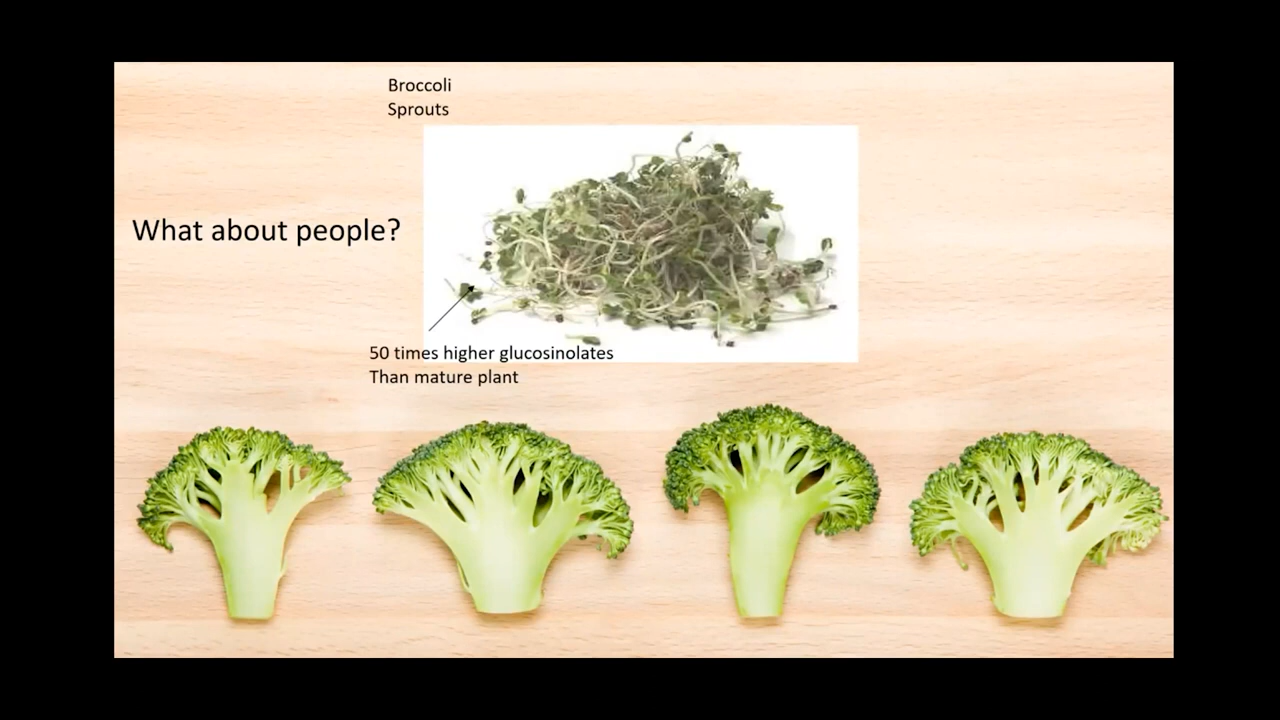 Broccoli
Sprouts
What about people?
50 times higher glucosinolates
Than mature plant